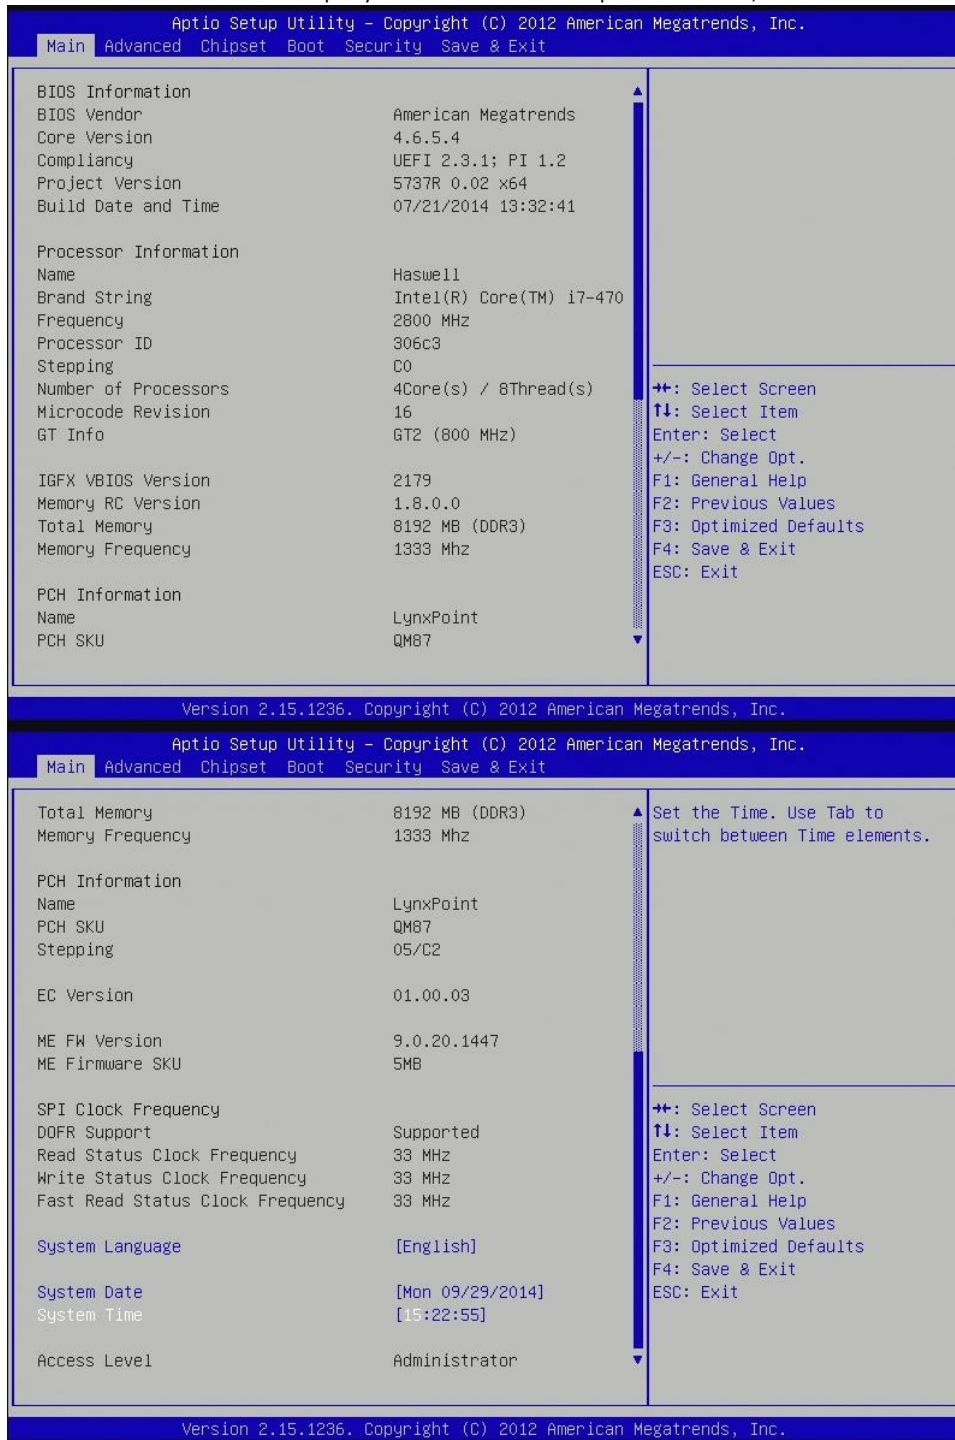 Aptio Setup Utility – Copyright (C) 2012 American Megatrends, Inc.
Main Advanced Chipset Boot Security Save & Exit
BIOS Information
BIOS Vendor American Megatrends
Core Version 4.6.5.4
Compliancy UEFI 2.3.1; PI 1.2
Project Version 5737R 0.02 x64
Build Date and Time 07/21/2014 13:32:41
Processor Information
Name Haswell
Brand String Intel(R) Core(TM) i7-470
Frequency 2800 MHz
Processor ID 306c3
Stepping C0
Number of Processors 4Core(s) / 8Thread(s)
Microcode Revision 16
GT Info GT2 (800 MHz)
IGFX VBIOS Version 2179
Memory RC Version 1.8.0.0
Total Memory 8192 MB (DDR3)
Memory Frequency 1333 Mhz
PCH Information
Name LynxPoint
PCH SKU QM87
→←: Select Screen
↑↓: Select Item
Enter: Select
+/-: Change Opt.
F1: General Help
F2: Previous Values
F3: Optimized Defaults
F4: Save & Exit
ESC: Exit
Version 2.15.1236. Copyright (C) 2012 American Megatrends, Inc.
Aptio Setup Utility – Copyright (C) 2012 American Megatrends, Inc.
Main Advanced Chipset Boot Security Save & Exit
Total Memory 8192 MB (DDR3)
Memory Frequency 1333 Mhz
PCH Information
Name LynxPoint
PCH SKU QM87
Stepping 05/C2
EC Version 01.00.03
ME FW Version 9.0.20.1447
ME Firmware SKU 5MB
SPI Clock Frequency
DOFR Support Supported
Read Status Clock Frequency 33 MHz
Write Status Clock Frequency 33 MHz
Fast Read Status Clock Frequency 33 MHz
System Language [English]
System Date [Mon 09/29/2014]
System Time [15:22:55]
Access Level Administrator
Set the Time. Use Tab to
switch between Time elements.
→←: Select Screen
↑↓: Select Item
Enter: Select
+/-: Change Opt.
F1: General Help
F2: Previous Values
F3: Optimized Defaults
F4: Save & Exit
ESC: Exit
Version 2.15.1236. Copyright (C) 2012 American Megatrends, Inc.